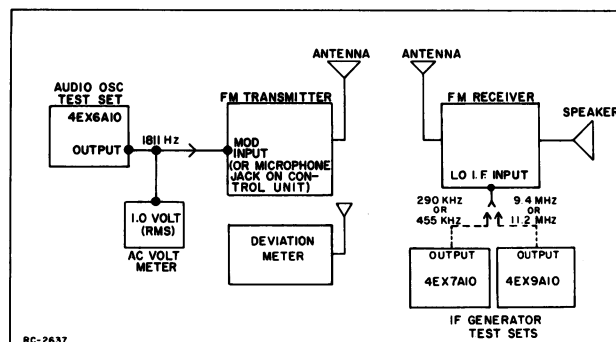 ANTENNA
ANTENNA
AUDIO OSC
TEST SET
FM TRANSMITTER
FM RECEIVER
SPEAKER
4EX6A10
OUTPUT
1811 Hz
MOD
INPUT
(OR MICROPHONE
JACK ON CON-
TROL UNIT)
LO I.F. INPUT
1.0 VOLT
(RMS)
AC VOLT
METER
DEVIATION
METER
290 KHz
OR
455 KHz
9.4 MHz
OR
11.2 MHz
OUTPUT
4EX7A10
OUTPUT
4EX9A10
IF GENERATOR
TEST SETS
RC-2637